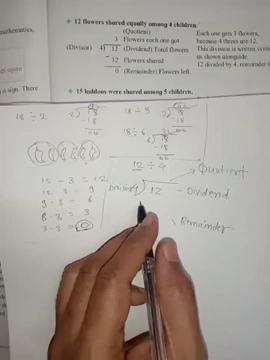 mathematics,
12 flowers shared equally among 4 children.
(Quotient)
3 Flowers each one got
(Divisor) 4 12 (Dividend) Total flowers
- 12 Flowers shared
0 (Remainder) Flowers left
Each one gets 3 flowers,
because 4 threes are 12.
This division is written
as shown alongside.
12 divided by 4, remainder
a sign. There
15 laddoos were shared among 5 children.
18 ÷ 2
18 ÷ 3
18 ÷ 6
12 ÷ 4
Quotient
Divisor 12 - Dividend
Remainder
15 - 3 = 12
12 - 3 = 9
9 - 3 = 6
6 - 3 = 3
3 - 3 = 0